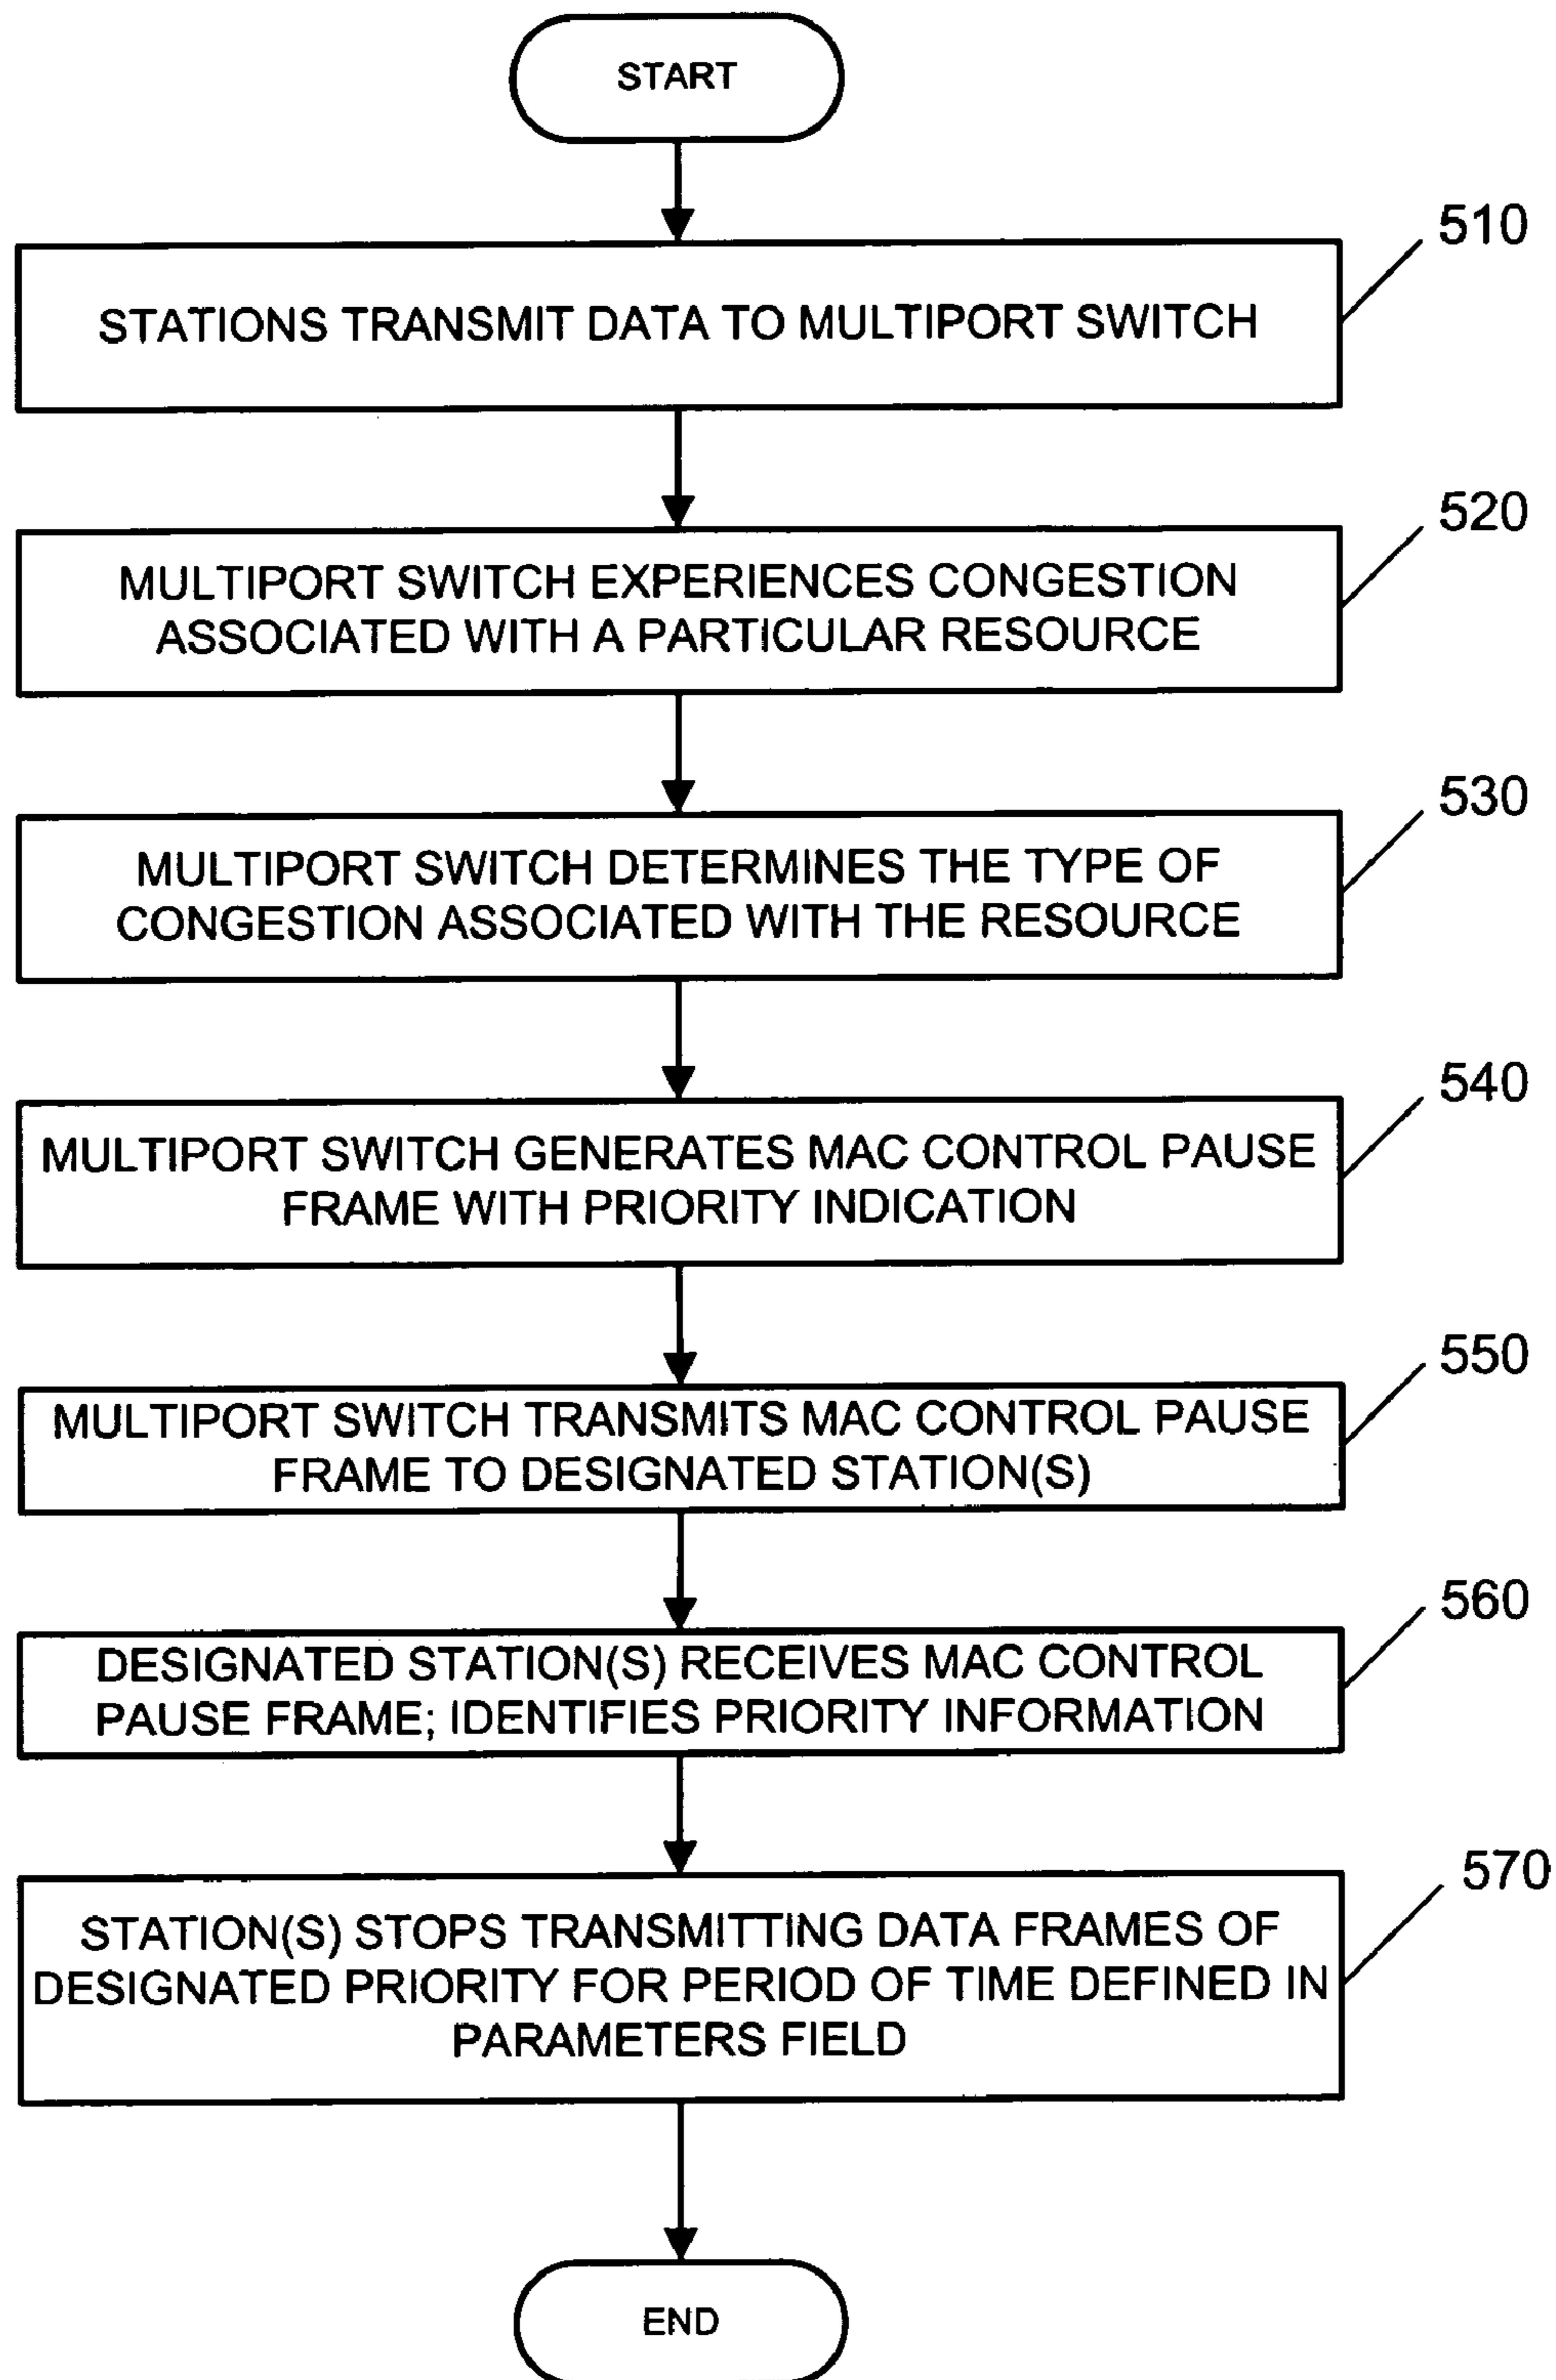 START
510
STATIONS TRANSMIT DATA TO MULTIPORT SWITCH
520
MULTIPORT SWITCH EXPERIENCES CONGESTION
ASSOCIATED WITH A PARTICULAR RESOURCE
530
MULTIPORT SWITCH DETERMINES THE TYPE OF
CONGESTION ASSOCIATED WITH THE RESOURCE
540
MULTIPORT SWITCH GENERATES MAC CONTROL PAUSE
FRAME WITH PRIORITY INDICATION
550
MULTIPORT SWITCH TRANSMITS MAC CONTROL PAUSE
FRAME TO DESIGNATED STATION(S)
560
DESIGNATED STATION(S) RECEIVES MAC CONTROL
PAUSE FRAME; IDENTIFIES PRIORITY INFORMATION
570
STATION(S) STOPS TRANSMITTING DATA FRAMES OF
DESIGNATED PRIORITY FOR PERIOD OF TIME DEFINED IN
PARAMETERS FIELD
END